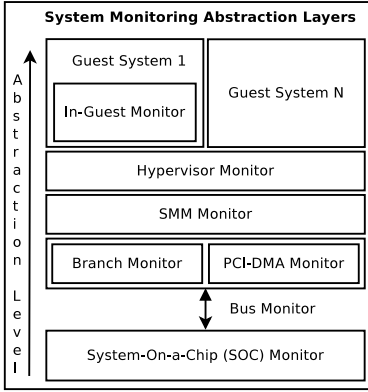 System Monitoring Abstraction Layers
Abstraction Level
Guest System 1
In-Guest Monitor
Guest System N
Hypervisor Monitor
SMM Monitor
Branch Monitor
PCI-DMA Monitor
Bus Monitor
System-On-a-Chip (SOC) Monitor